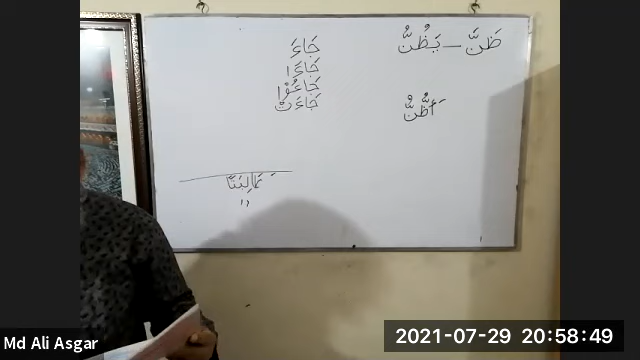 ظَنَّ – يَظُنُّ
أَظُنُّ
جَاءَ
جَاءَا
جَاءُوْا
جَاءَتْ
Md Ali Asgar
2021-07-29 20:58:49